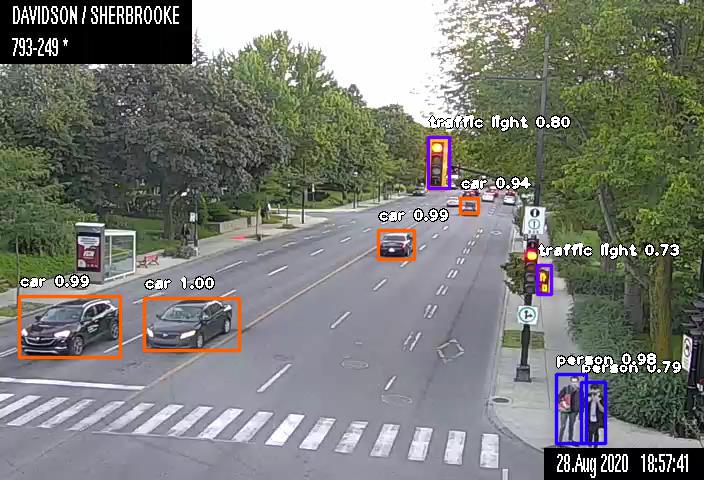 DAVIDSON / SHERBROOKE
793-249 *
traffic light 0.80
car 0.94
car 0.99
traffic light 0.73
car 0.99
car 1.00
person 0.98
person 0.79
28.Aug 2020 18:57:41